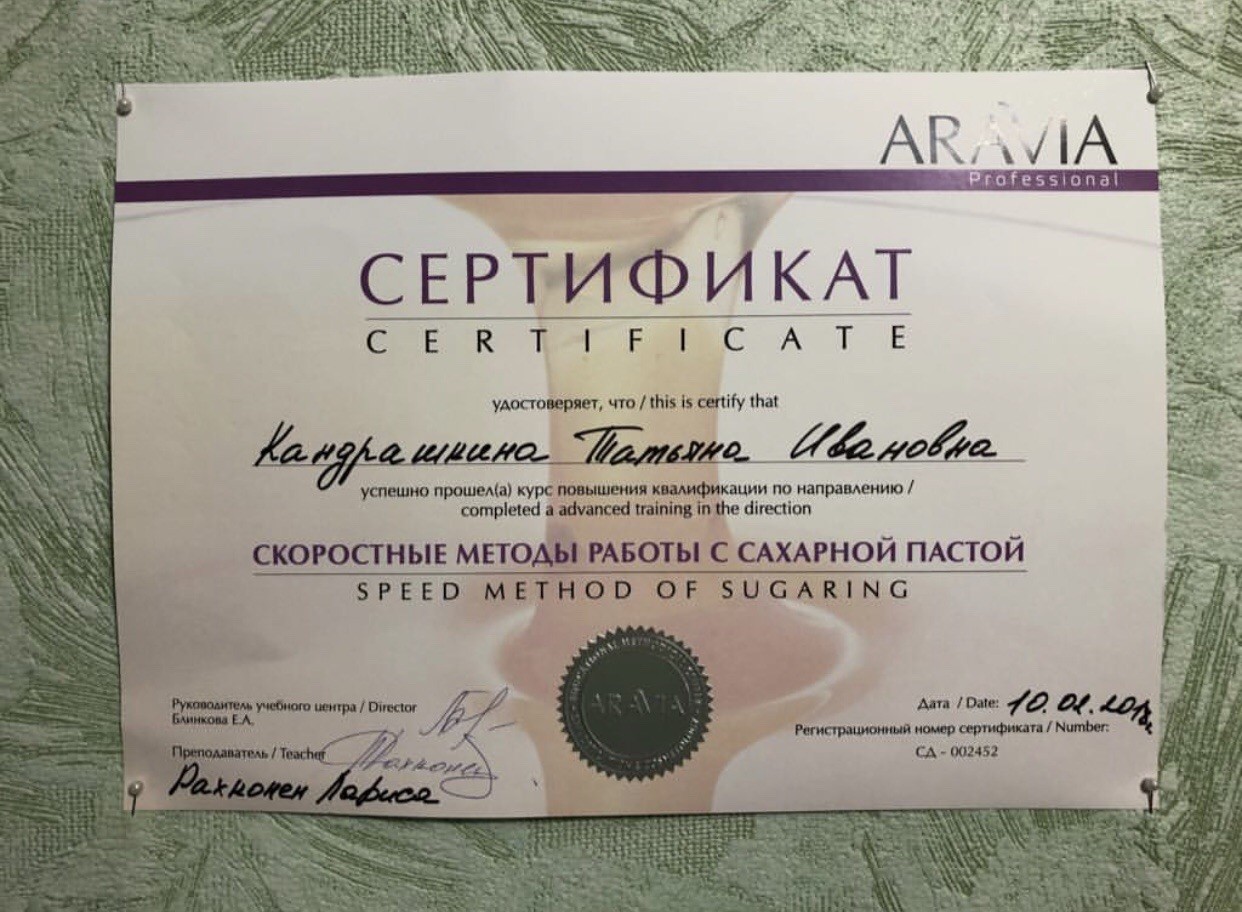 ARAVIA
Professional
СЕРТИФИКАТ
CERTIFICATE
удостоверяет, что / this is certify that
Кандрашкина Татьяна Ивановна
успешно прошел(а) курс повышения квалификации по направлению /
completed a advanced training in the direction
СКОРОСТНЫЕ МЕТОДЫ РАБОТЫ С САХАРНОЙ ПАСТОЙ
SPEED METHOD OF SUGARING
ARAVIA
Руководитель учебного центра / Director
Блинкова Е.А.
Преподаватель / Teacher
Рахконен Лариса
Дата / Date:
Регистрационный номер сертификата / Number:
СД - 002452